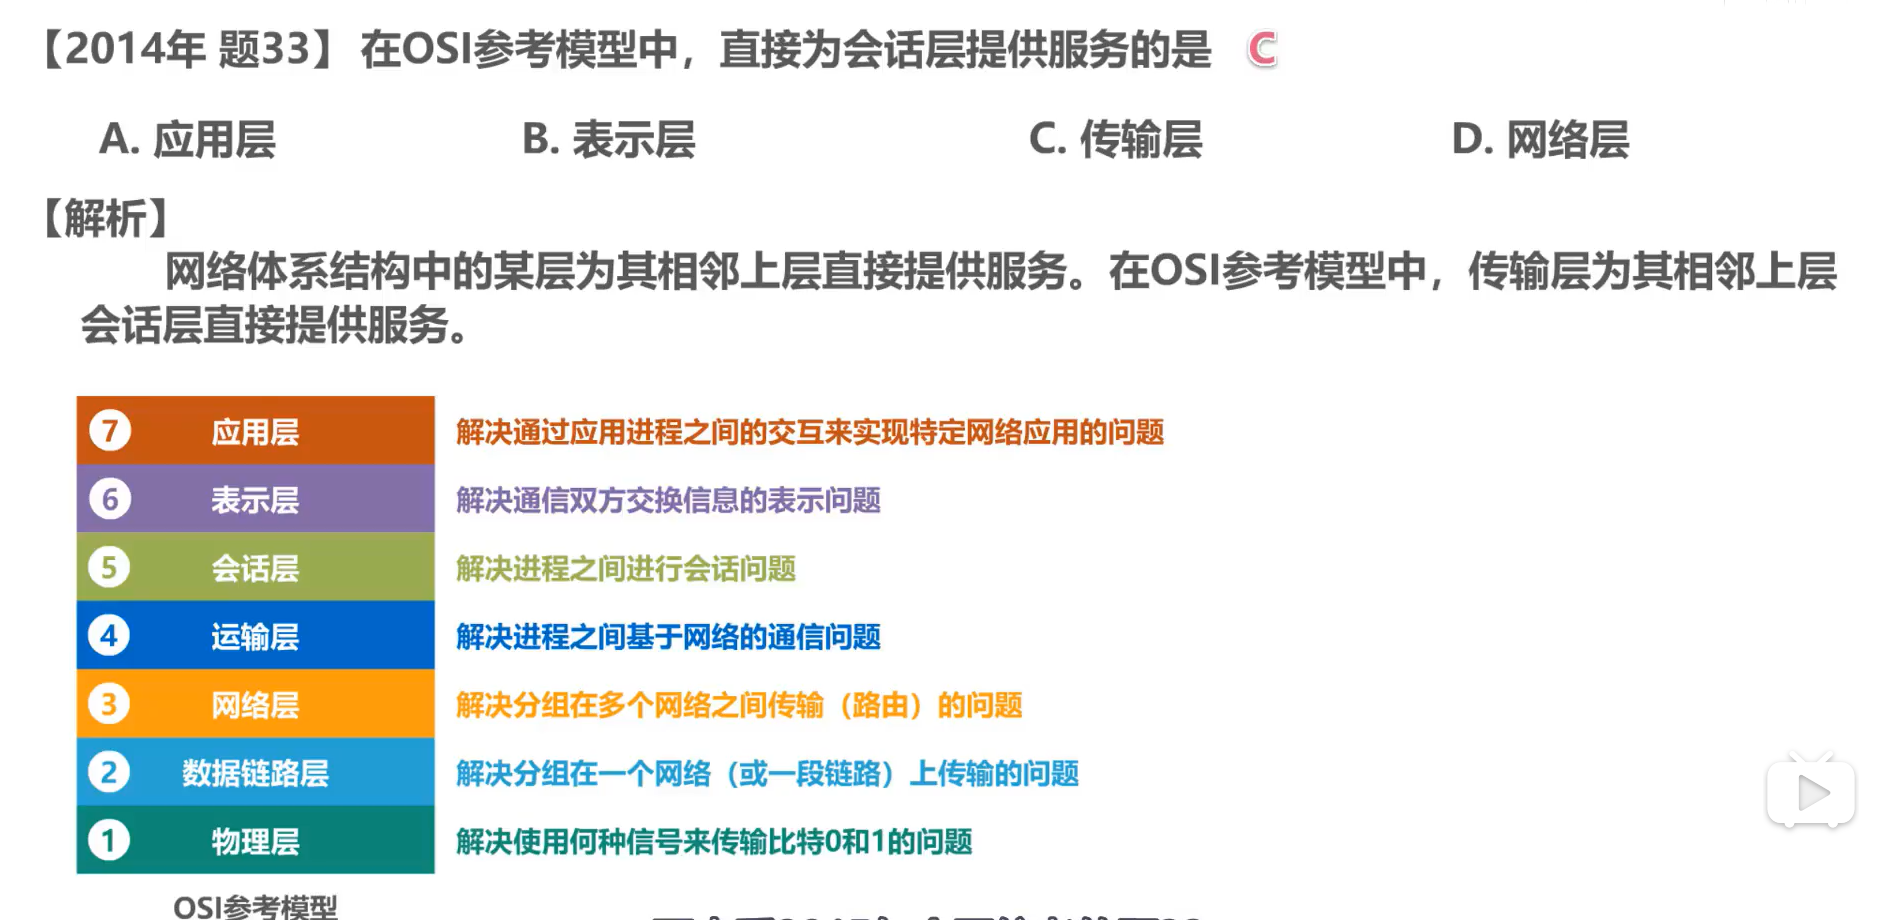 【2014年 题33】在OSI参考模型中，直接为会话层提供服务的是 C
A. 应用层 B. 表示层 C. 传输层 D. 网络层
【解析】
网络体系结构中的某层为其相邻上层直接提供服务。在OSI参考模型中，传输层为其相邻上层
会话层直接提供服务。
7 应用层 解决通过应用进程之间的交互来实现特定网络应用的问题
6 表示层 解决通信双方交换信息的表示问题
5 会话层 解决进程之间进行会话问题
4 运输层 解决进程之间基于网络的通信问题
3 网络层 解决分组在多个网络之间传输（路由）的问题
2 数据链路层 解决分组在一个网络（或一段链路）上传输的问题
1 物理层 解决使用何种信号来传输比特0和1的问题
OSI参考模型